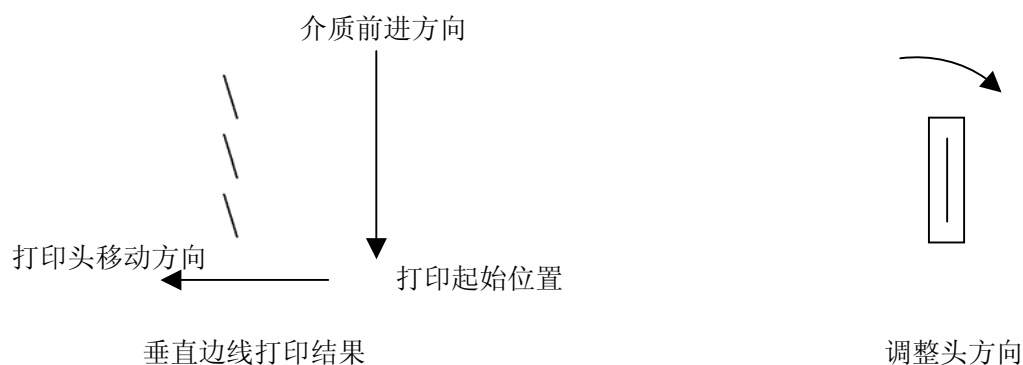 介质前进方向
打印头移动方向
打印起始位置
垂直边线打印结果
调整头方向